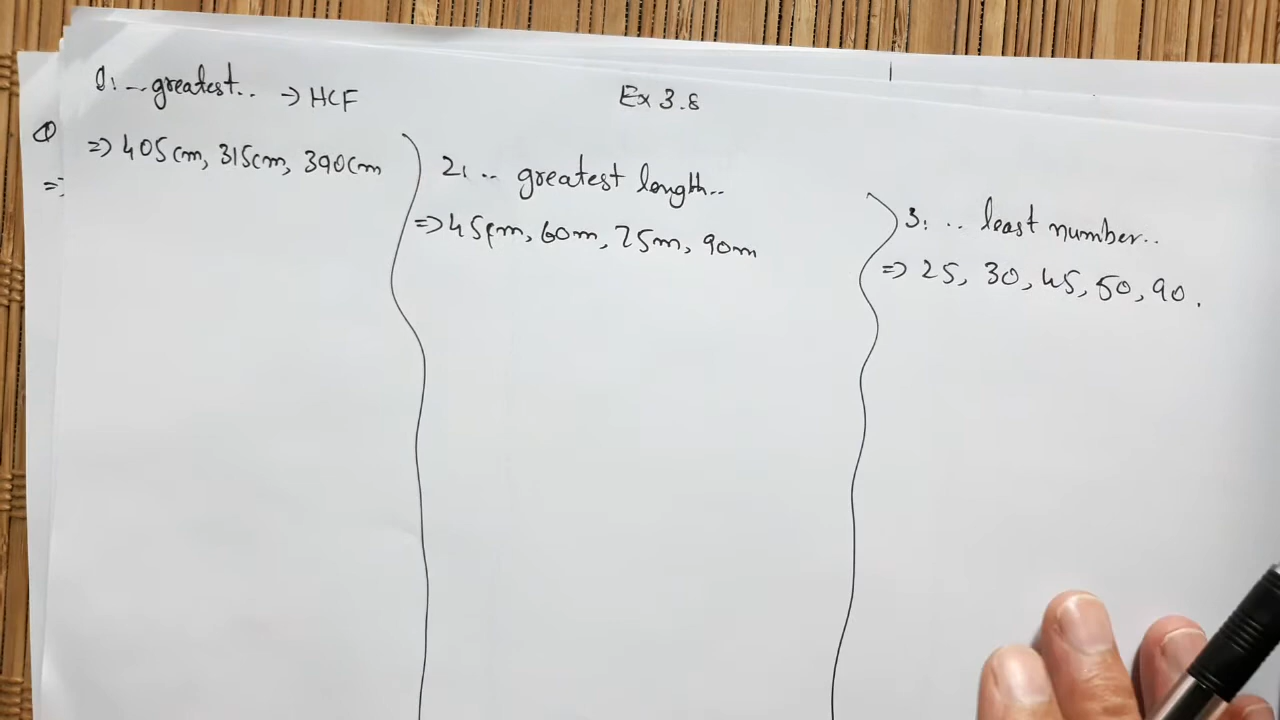 Ex 3.8
1. .. greatest.. → HCF
⇒ 405cm, 315cm, 390cm
2. .. greatest length..
⇒ 45m, 60m, 75m, 90m
3. .. least number..
⇒ 25, 30, 45, 50, 90.